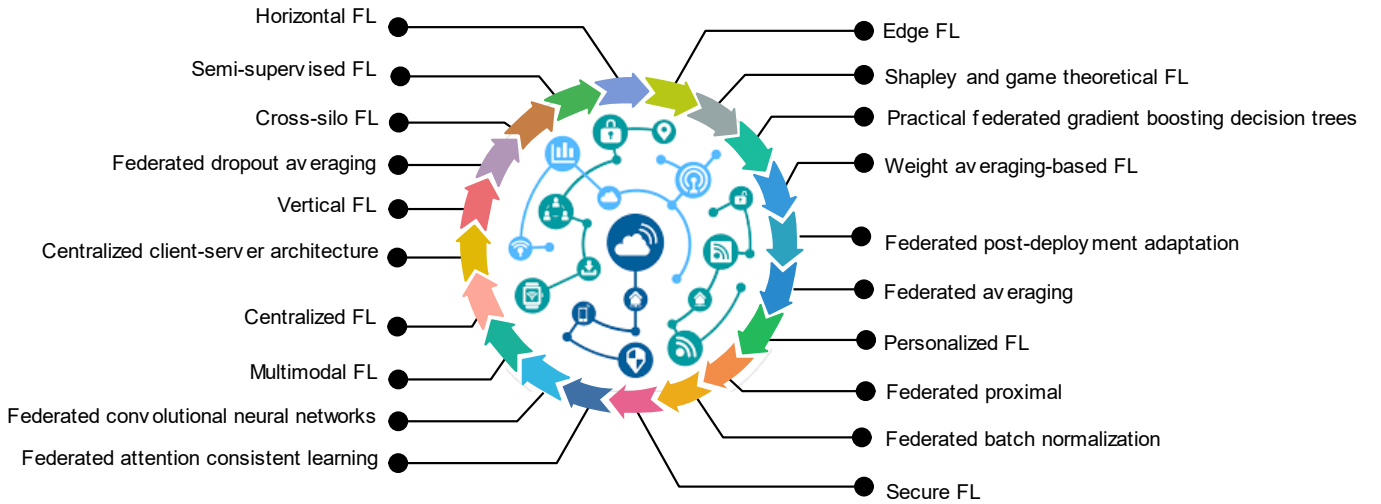 Horizontal FL
Semi-supervised FL
Cross-silo FL
Federated dropout averaging
Vertical FL
Centralized client-server architecture
Centralized FL
Multimodal FL
Federated convolutional neural networks
Federated attention consistent learning
Edge FL
Shapley and game theoretical FL
Practical federated gradient boosting decision trees
Weight averaging-based FL
Federated post-deployment adaptation
Federated averaging
Personalized FL
Federated proximal
Federated batch normalization
Secure FL